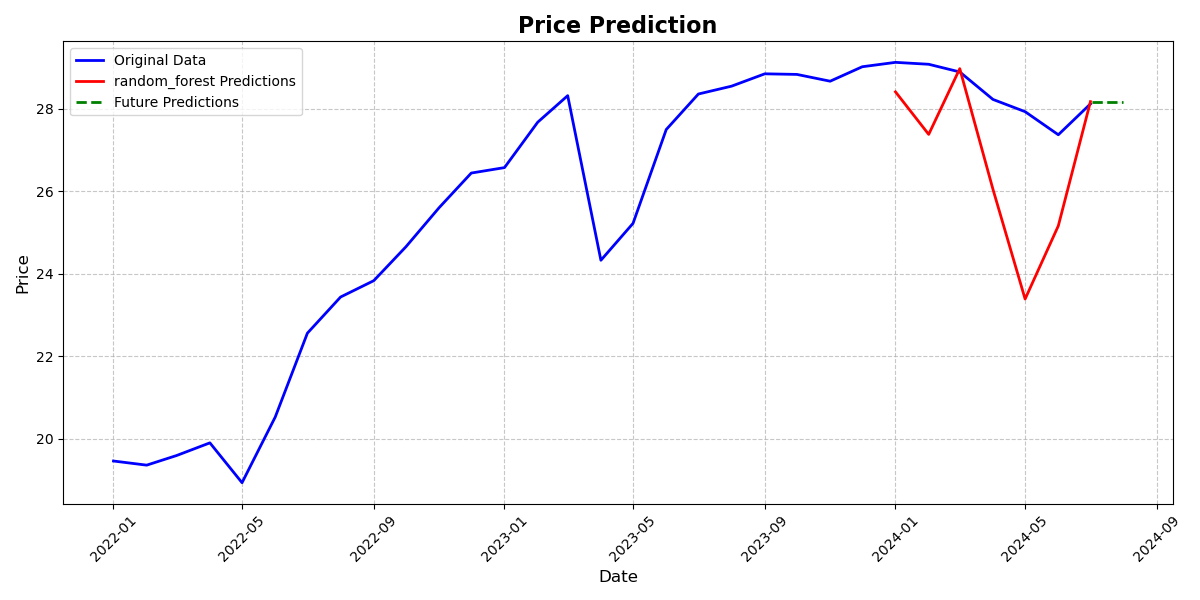 Price Prediction
Original Data
random_forest Predictions
Future Predictions
Price
28
26
24
22
20
2022-01
2022-05
2022-09
2023-01
2023-05
2023-09
2024-01
2024-05
2024-09
Date